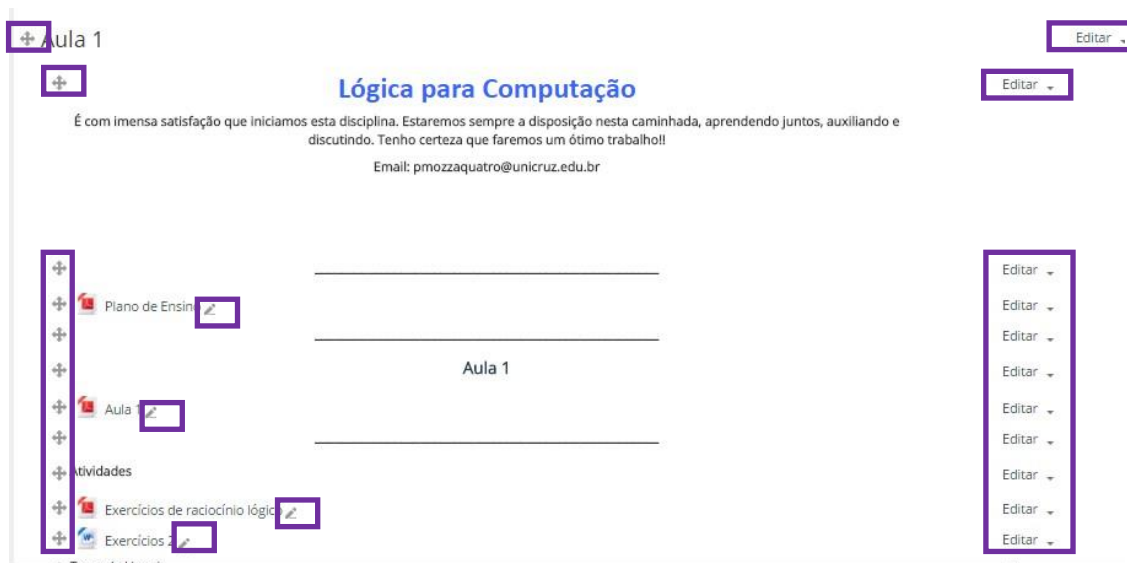 Aula 1 Editar
Lógica para Computação Editar
É com imensa satisfação que iniciamos esta disciplina. Estaremos sempre a disposição nesta caminhada, aprendendo juntos, auxiliando e
discutindo. Tenho certeza que faremos um ótimo trabalho!!
Email: pmozzaquatro@unicruz.edu.br
Editar
Plano de Ensino Editar
Editar
Aula 1 Editar
Aula 1 Editar
Editar
Atividades Editar
Exercícios de raciocínio lógico Editar
Exercícios 2 Editar